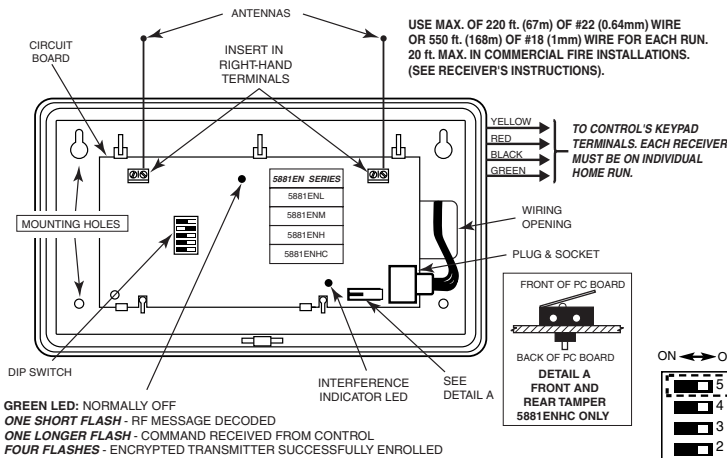 ANTENNAS
USE MAX. OF 220 ft. (67m) OF #22 (0.64mm) WIRE
OR 550 ft. (168m) OF #18 (1mm) WIRE FOR EACH RUN.
20 ft. MAX. IN COMMERCIAL FIRE INSTALLATIONS.
(SEE RECEIVER'S INSTRUCTIONS).
CIRCUIT
BOARD
INSERT IN
RIGHT-HAND
TERMINALS
YELLOW
RED
BLACK
GREEN
TO CONTROL'S KEYPAD
TERMINALS. EACH RECEIVER
MUST BE ON INDIVIDUAL
HOME RUN.
5881EN SERIES
5881ENL
5881ENM
5881ENH
5881ENHC
MOUNTING HOLES
WIRING
OPENING
PLUG & SOCKET
FRONT OF PC BOARD
BACK OF PC BOARD
DETAIL A
FRONT AND
REAR TAMPER
5881ENHC ONLY
DIP SWITCH
INTERFERENCE
INDICATOR LED
SEE
DETAIL A
ON
5
4
3
2
GREEN LED: NORMALLY OFF
ONE SHORT FLASH - RF MESSAGE DECODED
ONE LONGER FLASH - COMMAND RECEIVED FROM CONTROL
FOUR FLASHES - ENCRYPTED TRANSMITTER SUCCESSFULLY ENROLLED